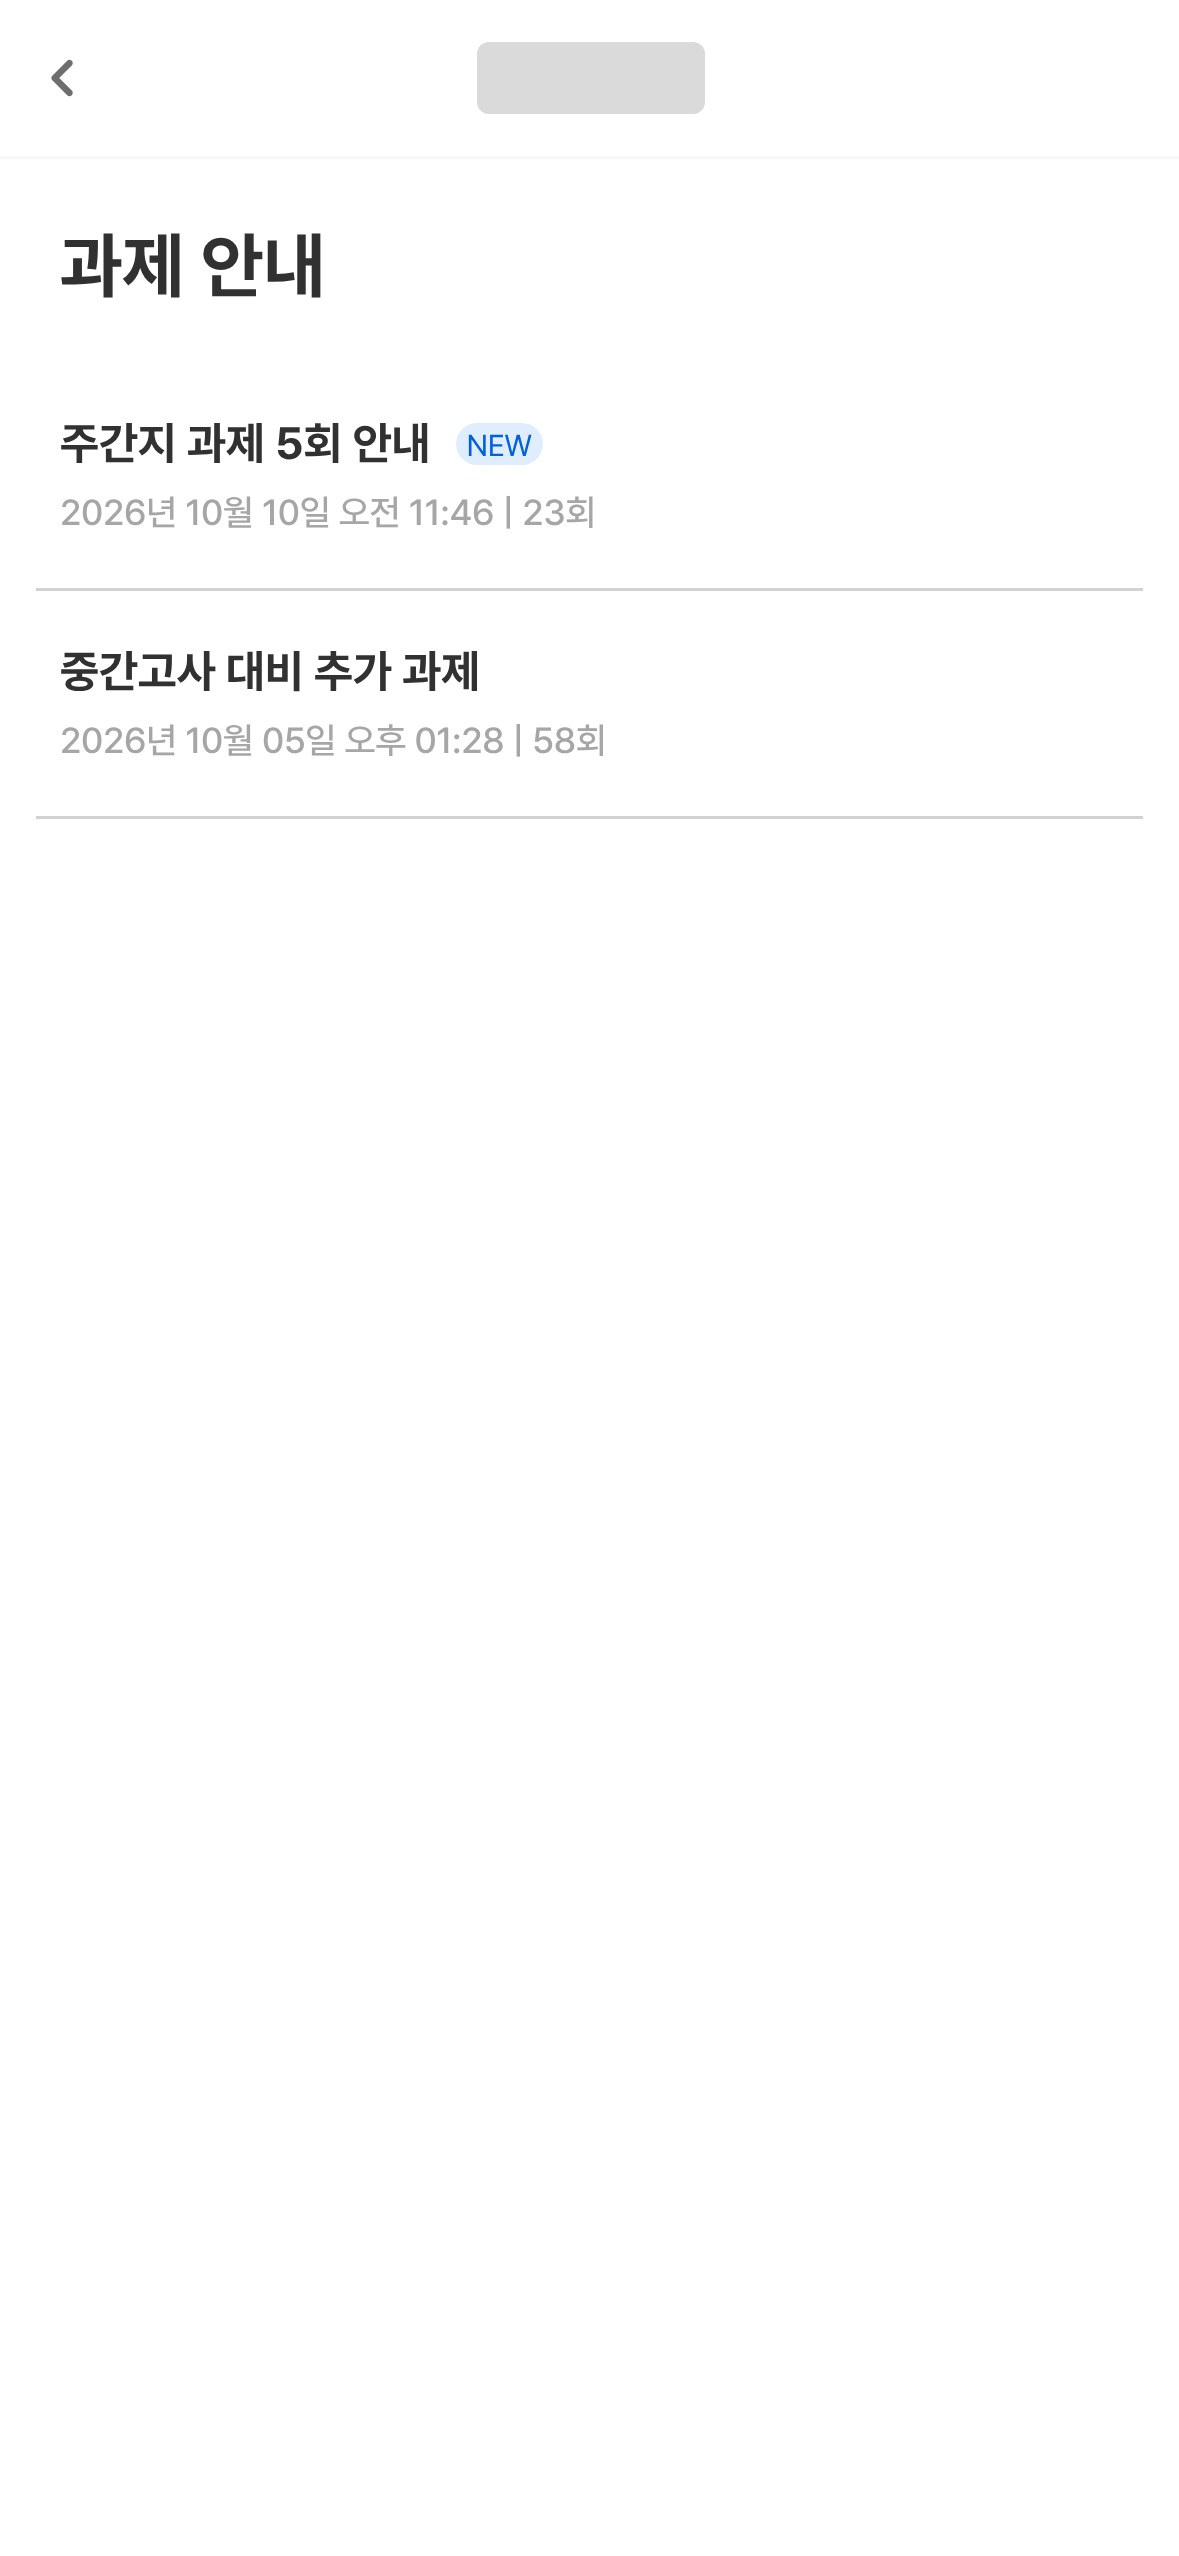 과제 안내
주간지 과제 5회 안내 NEW
2026년 10월 10일 오전 11:46 | 23회
중간고사 대비 추가 과제
2026년 10월 05일 오후 01:28 | 58회